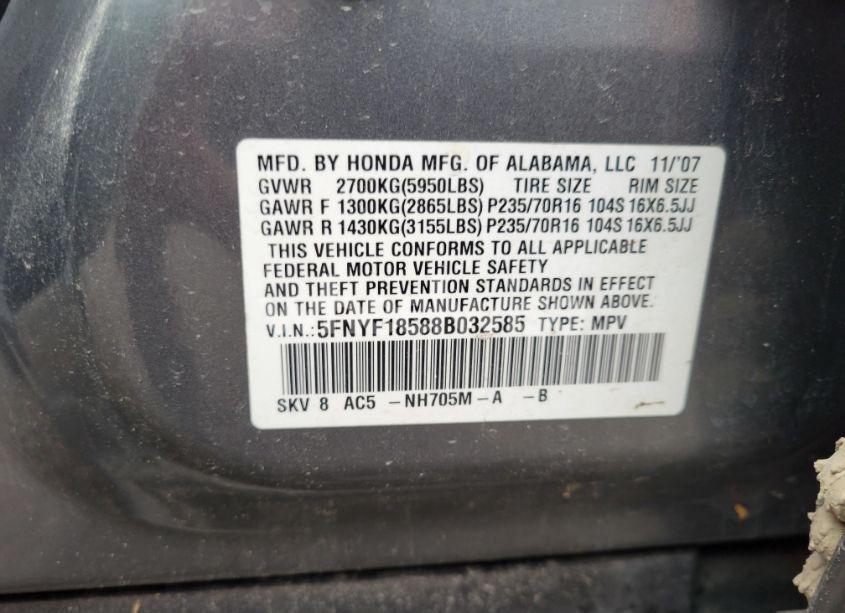 MFD. BY HONDA MFG. OF ALABAMA, LLC 11/'07
GVWR 2700KG(5950LBS) TIRE SIZE RIM SIZE
GAWR F 1300KG(2865LBS) P235/70R16 104S 16X6.5JJ
GAWR R 1430KG(3155LBS) P235/70R16 104S 16X6.5JJ
THIS VEHICLE CONFORMS TO ALL APPLICABLE
FEDERAL MOTOR VEHICLE SAFETY
AND THEFT PREVENTION STANDARDS IN EFFECT
ON THE DATE OF MANUFACTURE SHOWN ABOVE.
V.I.N.:5FNYF18588B032585 TYPE: MPV
SKV 8 AC5 -NH705M-A -B